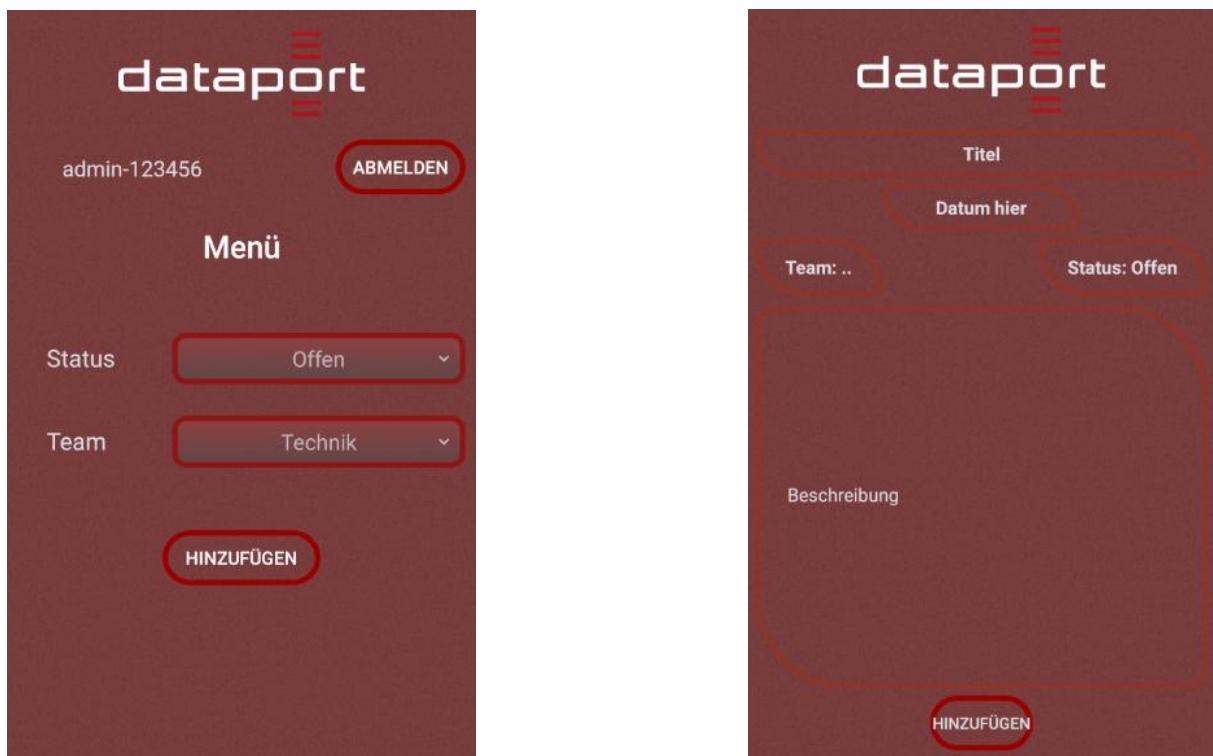 dataport
admin-123456
ABMELDEN
Menü
Status
Offen
Team
Technik
HINZUFÜGEN
dataport
Titel
Datum hier
Team: ..
Status: Offen
Beschreibung
HINZUFÜGEN